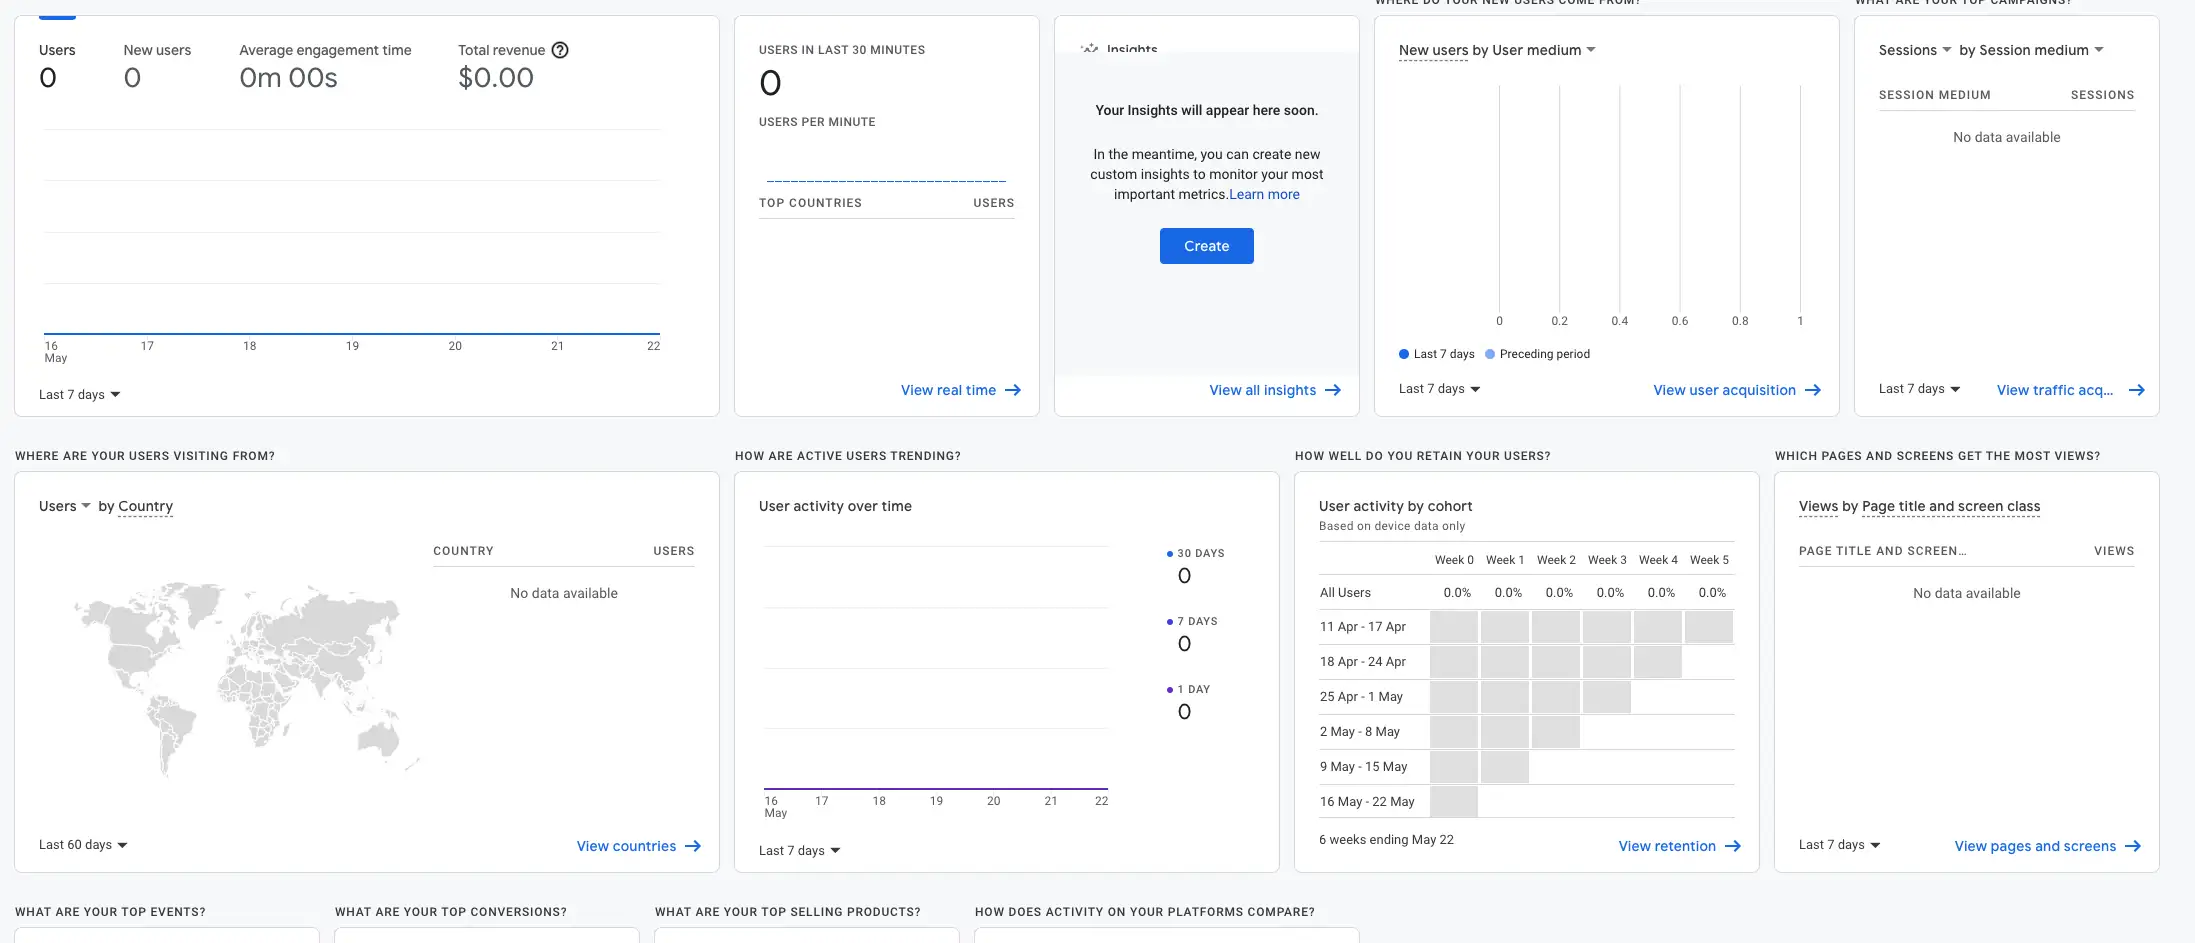 WHERE DO YOUR NEW USERS COME FROM?
WHAT ARE YOUR TOP CAMPAIGNS?
Users
0
New users
0
Average engagement time
0m 00s
Total revenue
$0.00
16 May
17
18
19
20
21
22
Last 7 days
USERS IN LAST 30 MINUTES
0
USERS PER MINUTE
TOP COUNTRIES
USERS
View real time
Insights
Your Insights will appear here soon.
In the meantime, you can create new
custom insights to monitor your most
important metrics.Learn more
Create
View all insights
New users by User medium
0
0.2
0.4
0.6
0.8
1
Last 7 days
Preceding period
Last 7 days
View user acquisition
Sessions by Session medium
SESSION MEDIUM
SESSIONS
No data available
Last 7 days
View traffic acq...
WHERE ARE YOUR USERS VISITING FROM?
Users by Country
COUNTRY
USERS
No data available
Last 60 days
View countries
HOW ARE ACTIVE USERS TRENDING?
User activity over time
30 DAYS
0
7 DAYS
0
1 DAY
0
16 May
17
18
19
20
21
22
Last 7 days
HOW WELL DO YOU RETAIN YOUR USERS?
User activity by cohort
Based on device data only
Week 0 Week 1 Week 2 Week 3 Week 4 Week 5
All Users 0.0% 0.0% 0.0% 0.0% 0.0% 0.0%
11 Apr - 17 Apr
18 Apr - 24 Apr
25 Apr - 1 May
2 May - 8 May
9 May - 15 May
16 May - 22 May
6 weeks ending May 22
View retention
WHICH PAGES AND SCREENS GET THE MOST VIEWS?
Views by Page title and screen class
PAGE TITLE AND SCREEN...
VIEWS
No data available
Last 7 days
View pages and screens
WHAT ARE YOUR TOP EVENTS?
WHAT ARE YOUR TOP CONVERSIONS?
WHAT ARE YOUR TOP SELLING PRODUCTS?
HOW DOES ACTIVITY ON YOUR PLATFORMS COMPARE?